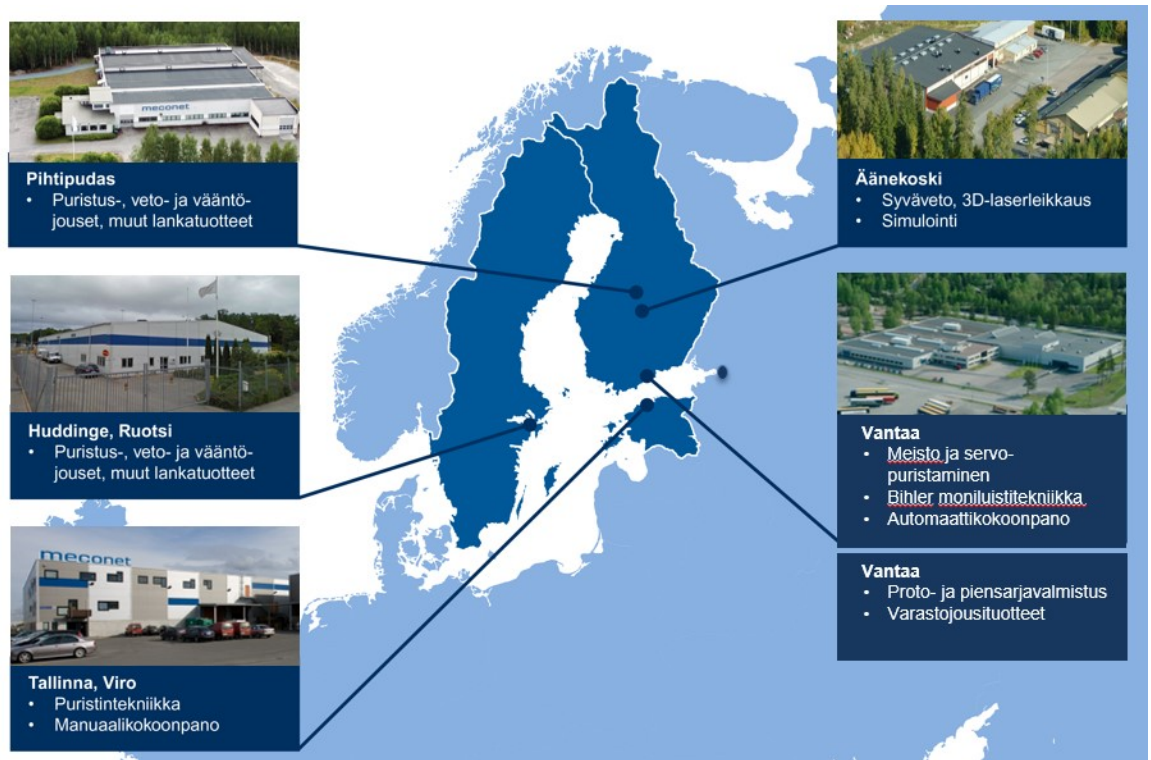 meconet
Pihtipudas
• Puristus-, veto- ja vääntö-
jouset, muut lankatuotteet
Huddinge, Ruotsi
• Puristus-, veto- ja vääntö-
jouset, muut lankatuotteet
meconet
Tallinna, Viro
• Puristintekniikka
• Manuaalikokoonpano
Äänekoski
• Syväveto, 3D-laserleikkaus
• Simulointi
Vantaa
• Meisto ja servo-
puristaminen
• Bihler moniluistitekniikka
• Automaattikokoonpano
Vantaa
• Proto- ja piensarjavalmistus
• Varastojousituotteet